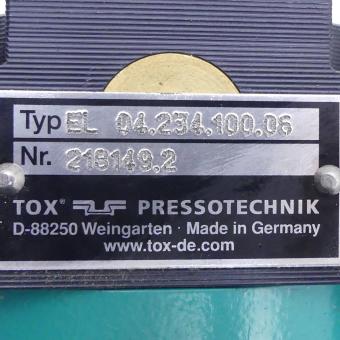 Typ EL 04.234.100.06
Nr. 218149.2
TOX® PRESSOTECHNIK
D-88250 Weingarten · Made in Germany
www.tox-de.com